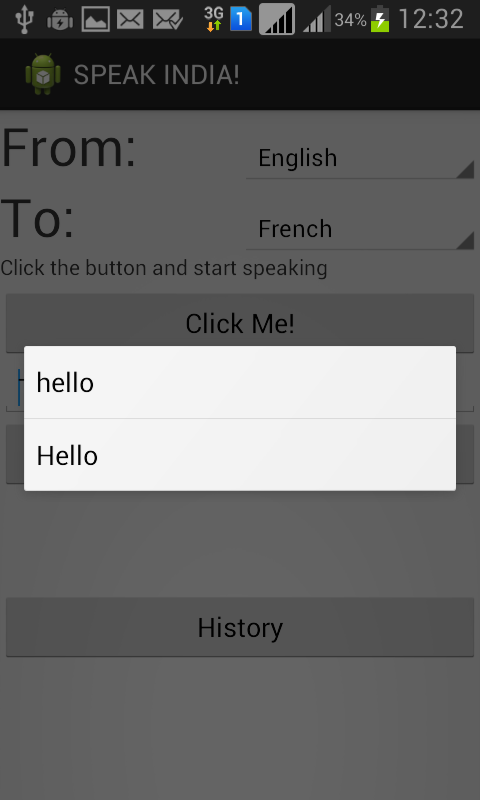 3G 1 34% 12:32
SPEAK INDIA!
From: English
To: French
Click the button and start speaking
Click Me!
hello
Hello
History